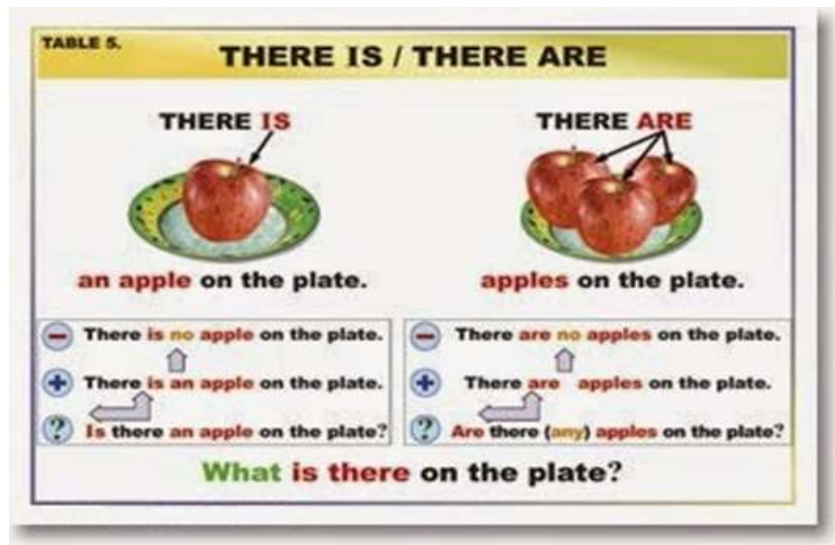 TABLE 5.
THERE IS / THERE ARE
THERE IS
an apple on the plate.
THERE ARE
apples on the plate.
There is no apple on the plate.
There is an apple on the plate.
? Is there an apple on the plate?
There are no apples on the plate.
There are apples on the plate.
? Are there (any) apples on the plate?
What is there on the plate?